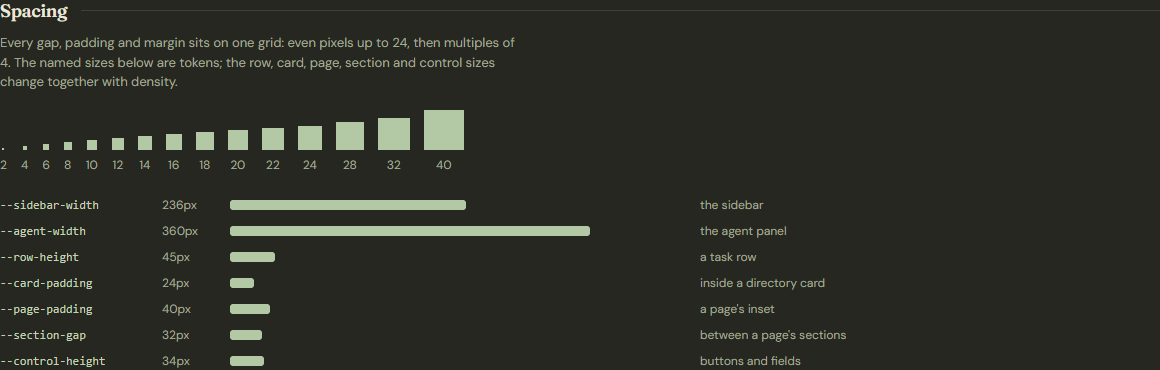 Spacing
Every gap, padding and margin sits on one grid: even pixels up to 24, then multiples of
4. The named sizes below are tokens; the row, card, page, section and control sizes
change together with density.
2 4 6 8 10 12 14 16 18 20 22 24 28 32 40
--sidebar-width 236px the sidebar
--agent-width 360px the agent panel
--row-height 45px a task row
--card-padding 24px inside a directory card
--page-padding 40px a page's inset
--section-gap 32px between a page's sections
--control-height 34px buttons and fields